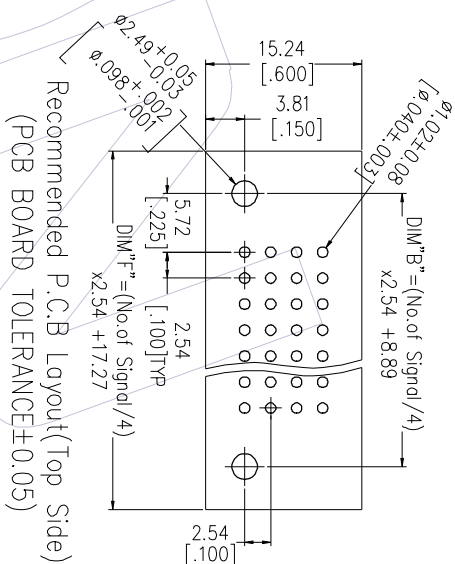 15.24
[.600]
3.81
[.150]
ø2.49 +0.05
-0.03
ø.098 +.002
-.001
ø1.02±0.08
[ø.040±.003]
5.72
[.225]
2.54
[.100]TYP
DIM"B"=(No.of Signal/4)
x2.54 +8.89
DIM"F"=(No.of Signal/4)
x2.54 +17.27
2.54
[.100]
Recommended P.C.B Layout(Top Side)
(PCB BOARD TOLERANCE±0.05)